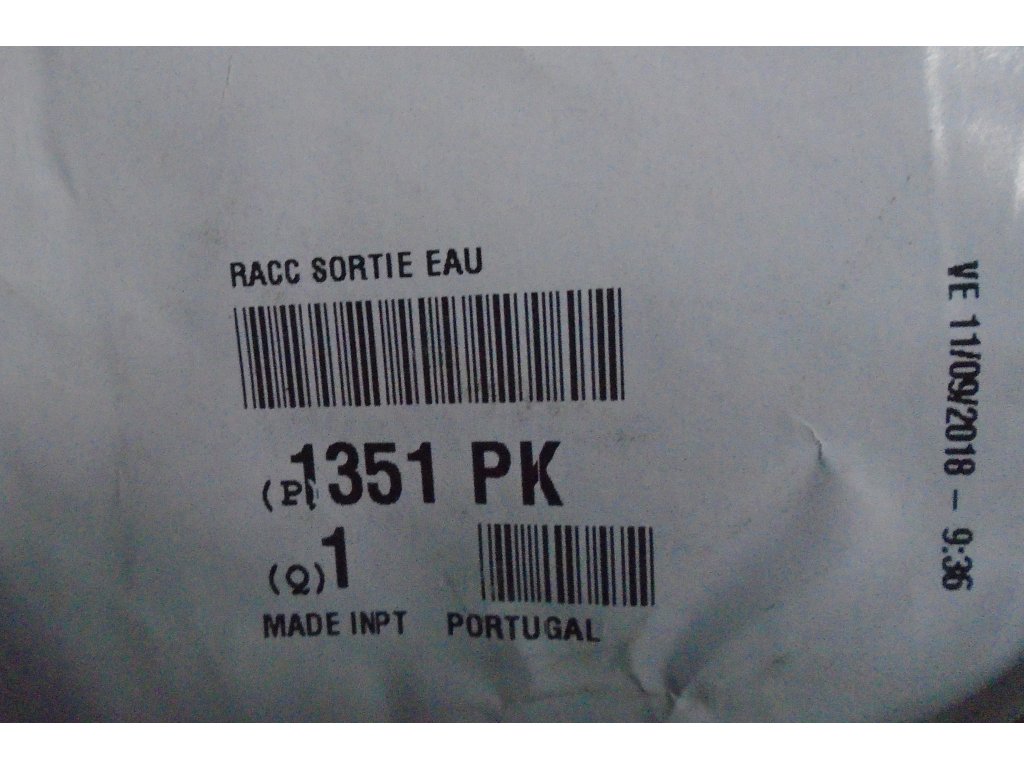 RACC SORTIE EAU
(P)1351 PK
(Q)1
MADE INPT PORTUGAL
VE 11/09/2018 - 9:36